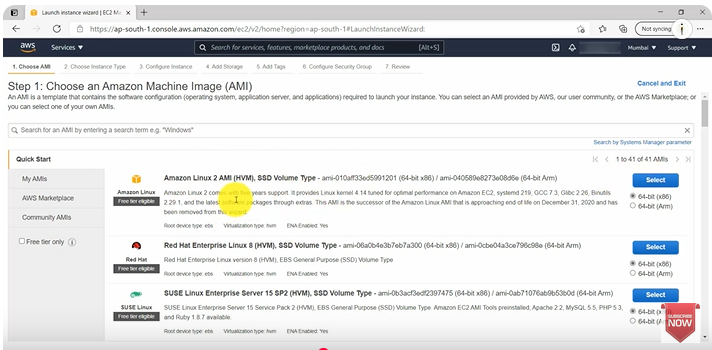 Launch instance wizard | EC2 M
https://ap-south-1.console.aws.amazon.com/ec2/v2/home?region=ap-south-1#LaunchInstanceWizard:
Not syncing
aws
Services
Search for services, features, marketplace products, and docs
[Alt+S]
Mumbai
Support
1. Choose AMI
2. Choose Instance Type
3. Configure Instance
4. Add Storage
5. Add Tags
6. Configure Security Group
7. Review
Step 1: Choose an Amazon Machine Image (AMI)
Cancel and Exit
An AMI is a template that contains the software configuration (operating system, application server, and applications) required to launch your instance. You can select an AMI provided by AWS, our user community, or the AWS Marketplace; or
you can select one of your own AMIs.
Search for an AMI by entering a search term e.g. "Windows"
Search by Systems Manager parameter
Quick Start
1 to 41 of 41 AMIs
My AMIs
AWS Marketplace
Community AMIs
Free tier only
Amazon Linux
Free tier eligible
Amazon Linux 2 AMI (HVM), SSD Volume Type - ami-010aff33ed5991201 (64-bit x86) / ami-040589e8273e08d6e (64-bit Arm)
Amazon Linux 2 comes with five years support. It provides Linux kernel 4.14 tuned for optimal performance on Amazon EC2, systemd 219, GCC 7.3, Glibc 2.26, Binutils
2.29.1, and the latest software packages through extras. This AMI is the successor of the Amazon Linux AMI that is approaching end of life on December 31, 2020 and has
been removed from this wizard.
Root device type: ebs
Virtualization type: hvm
ENA Enabled: Yes
Select
64-bit (x86)
64-bit (Arm)
Red Hat
Free tier eligible
Red Hat Enterprise Linux 8 (HVM), SSD Volume Type - ami-06a0b4e3b7eb7a300 (64-bit x86) / ami-0cbe04a3ce796c98e (64-bit Arm)
Red Hat Enterprise Linux version 8 (HVM), EBS General Purpose (SSD) Volume Type
Root device type: ebs
Virtualization type: hvm
ENA Enabled: Yes
Select
64-bit (x86)
64-bit (Arm)
SUSE Linux
Free tier eligible
SUSE Linux Enterprise Server 15 SP2 (HVM), SSD Volume Type - ami-0b3acf3edf2397475 (64-bit x86) / ami-0ab71076ab9b53b0d (64-bit Arm)
SUSE Linux Enterprise Server 15 Service Pack 2 (HVM), EBS General Purpose (SSD) Volume Type. Amazon EC2 AMI Tools preinstalled; Apache 2.2, MySQL 5.5, PHP 5.3,
and Ruby 1.8.7 available.
Root device type: ebs
Virtualization type: hvm
ENA Enabled: Yes
Select
64-bit
64-bit
SUBSCRIBE
NOW